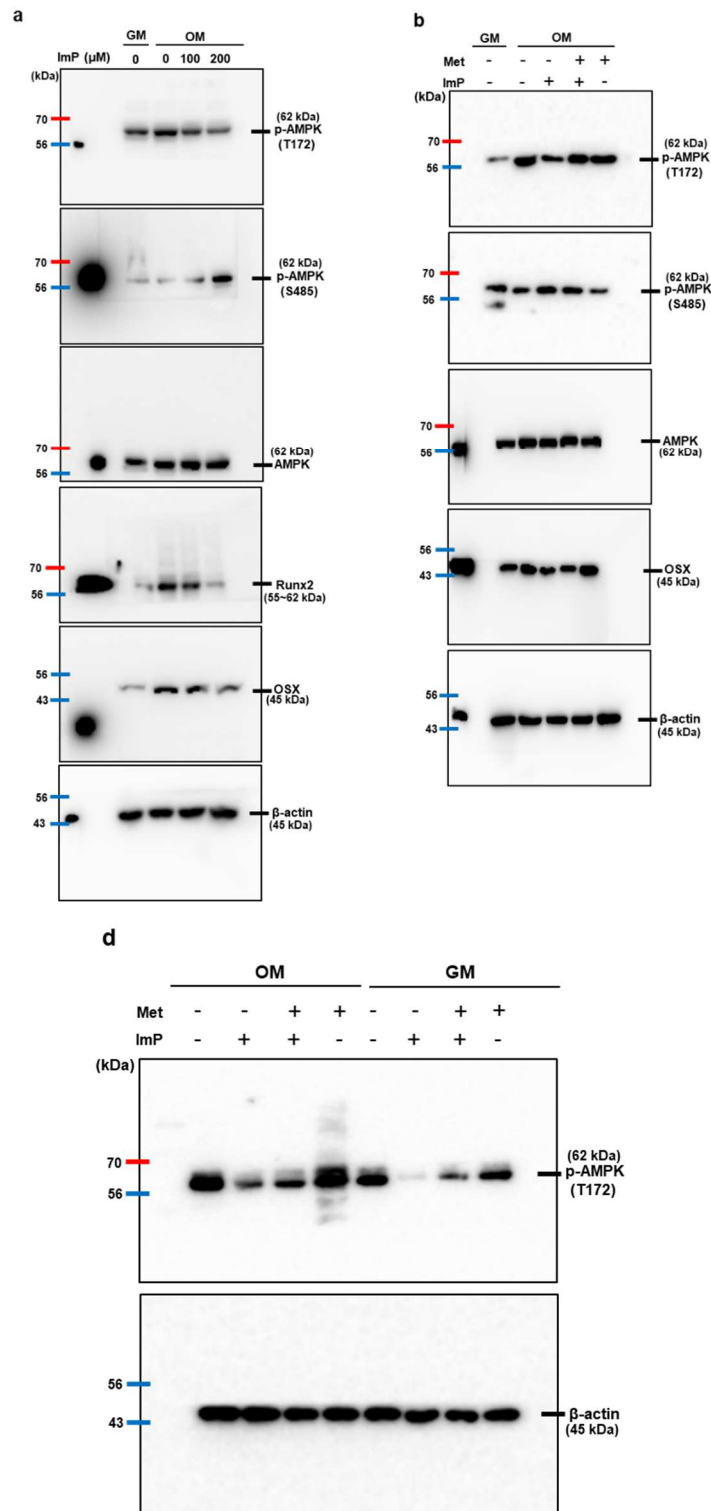 a
GM OM
ImP (μM) 0 0 100 200
(kDa)
70
56
(62 kDa)
p-AMPK
(T172)
70
56
(62 kDa)
p-AMPK
(S485)
70
56
(62 kDa)
AMPK
70
56
Runx2
(55~62 kDa)
56
43
OSX
(45 kDa)
56
43
β-actin
(45 kDa)
b
GM OM
Met - - - + +
ImP - - + + -
(kDa)
70
56
(62 kDa)
p-AMPK
(T172)
70
56
(62 kDa)
p-AMPK
(S485)
70
56
AMPK
(62 kDa)
56
43
OSX
(45 kDa)
56
43
β-actin
(45 kDa)
d
OM GM
Met - - + + - - + +
ImP - + + - - + + -
(kDa)
70
56
(62 kDa)
p-AMPK
(T172)
56
43
β-actin
(45 kDa)